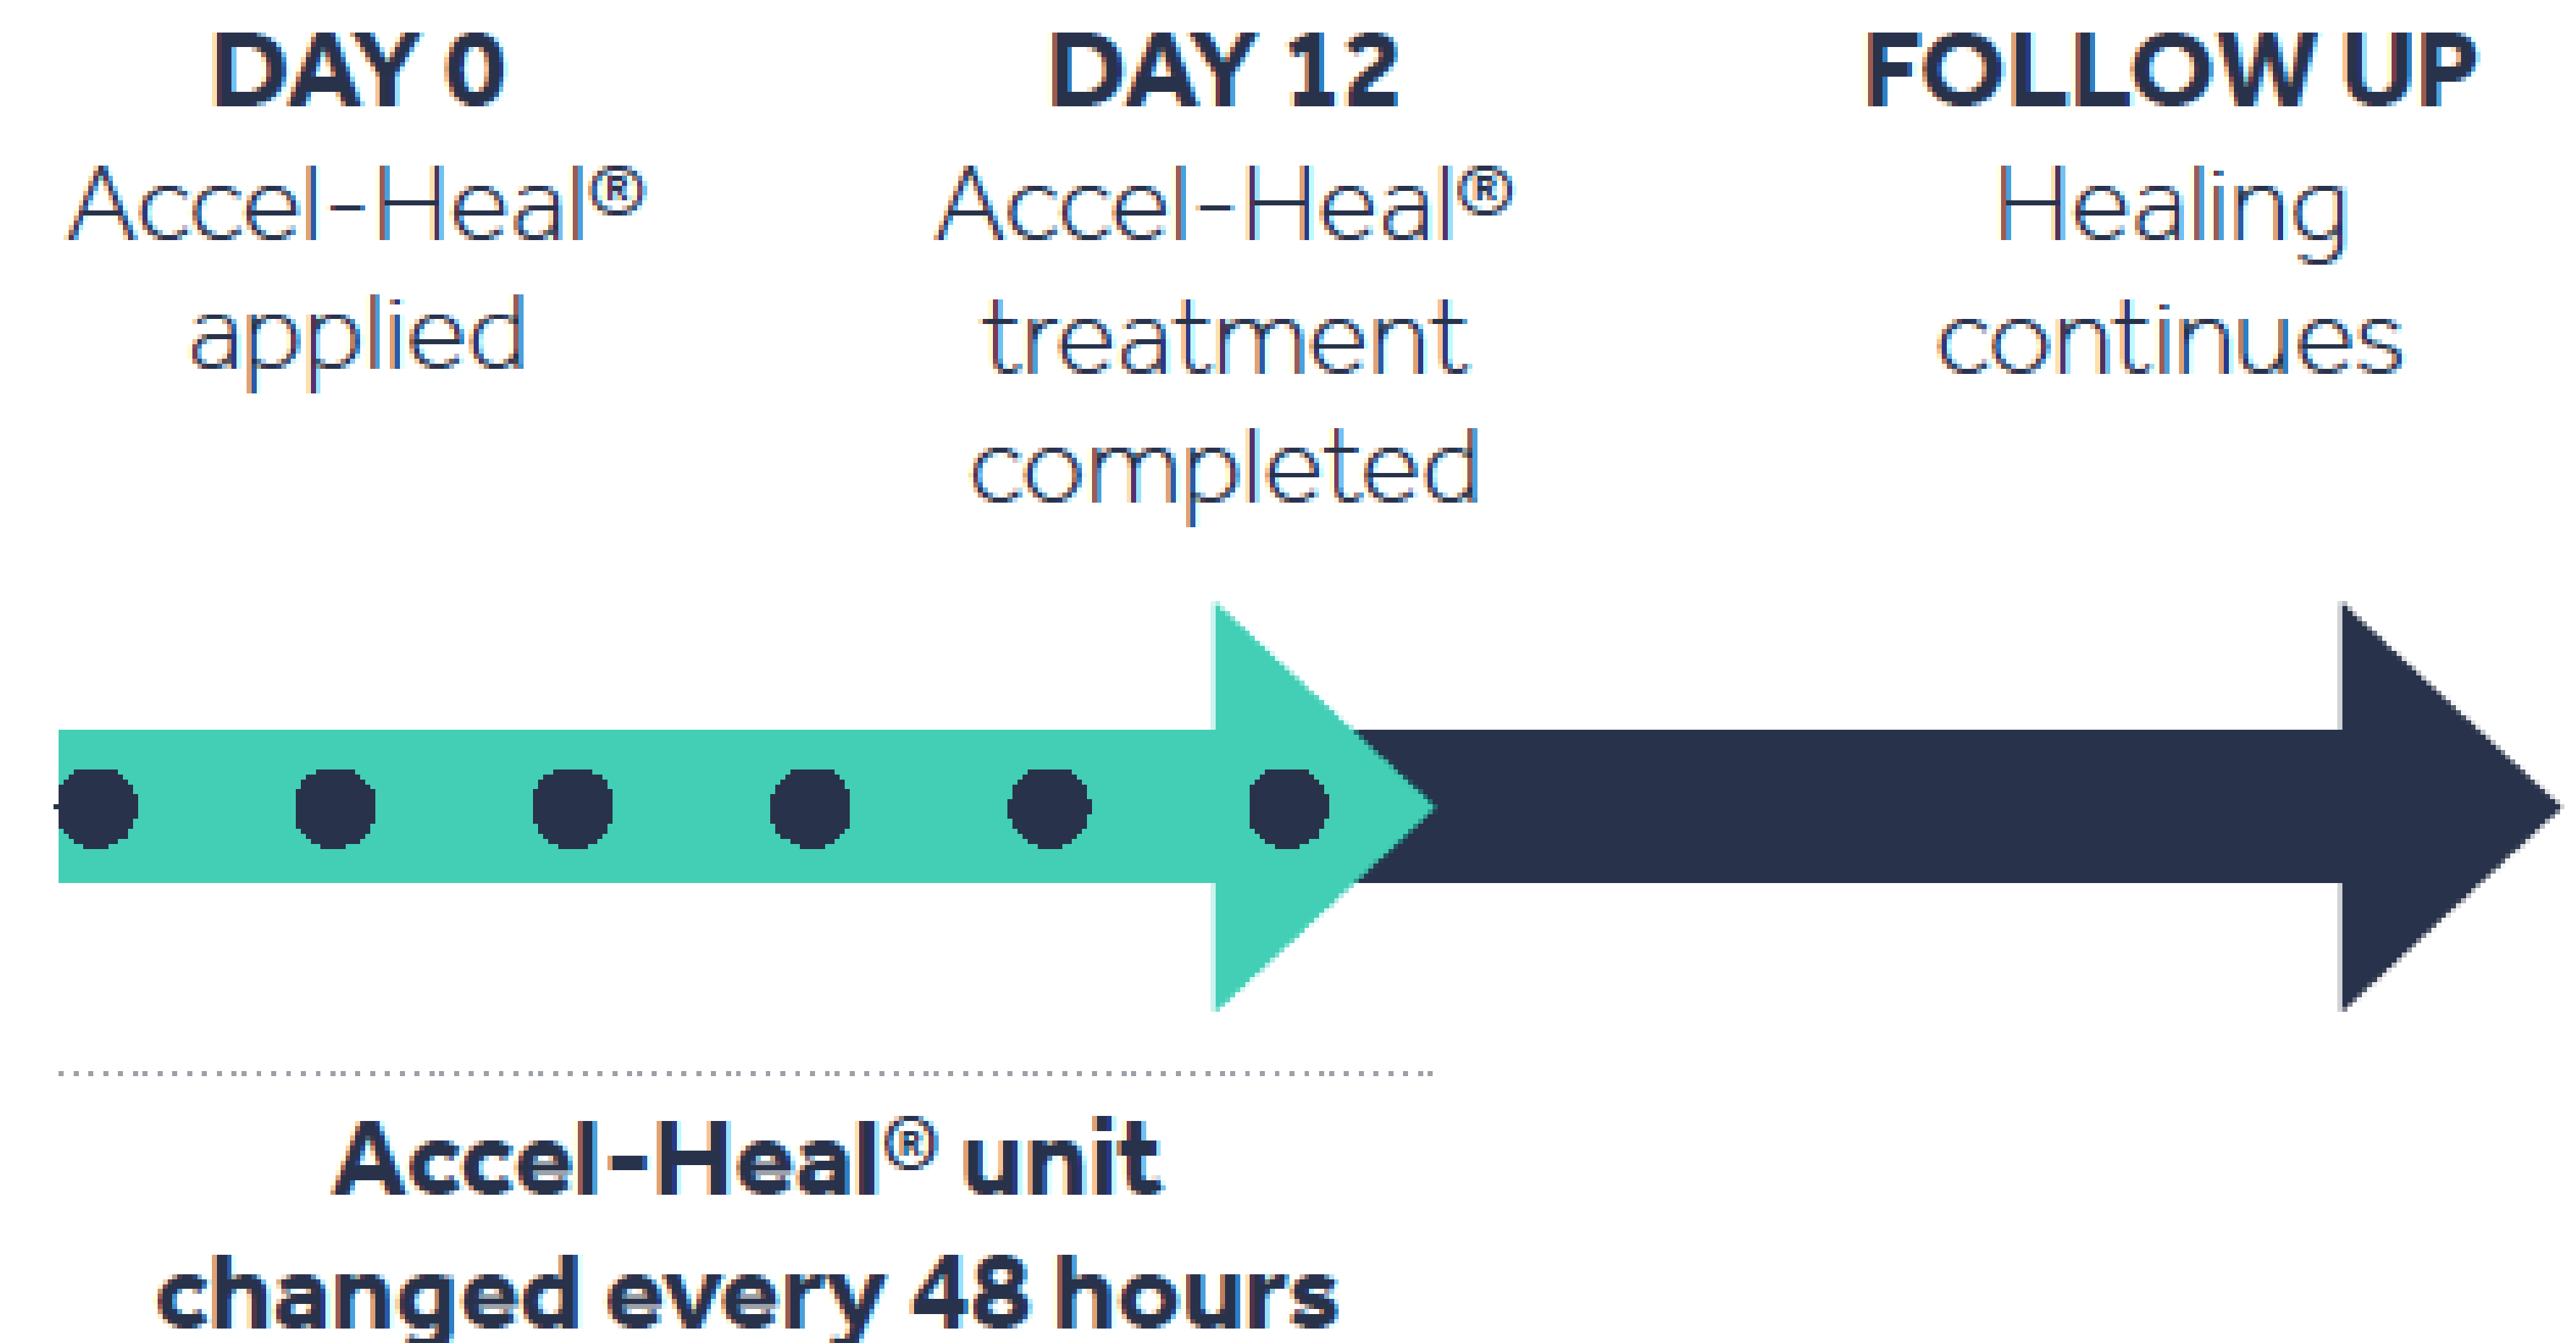 DAY 0
Accel-Heal®
applied
DAY 12
Accel-Heal®
treatment
completed
FOLLOW UP
Healing
continues
Accel-Heal® unit
changed every 48 hours